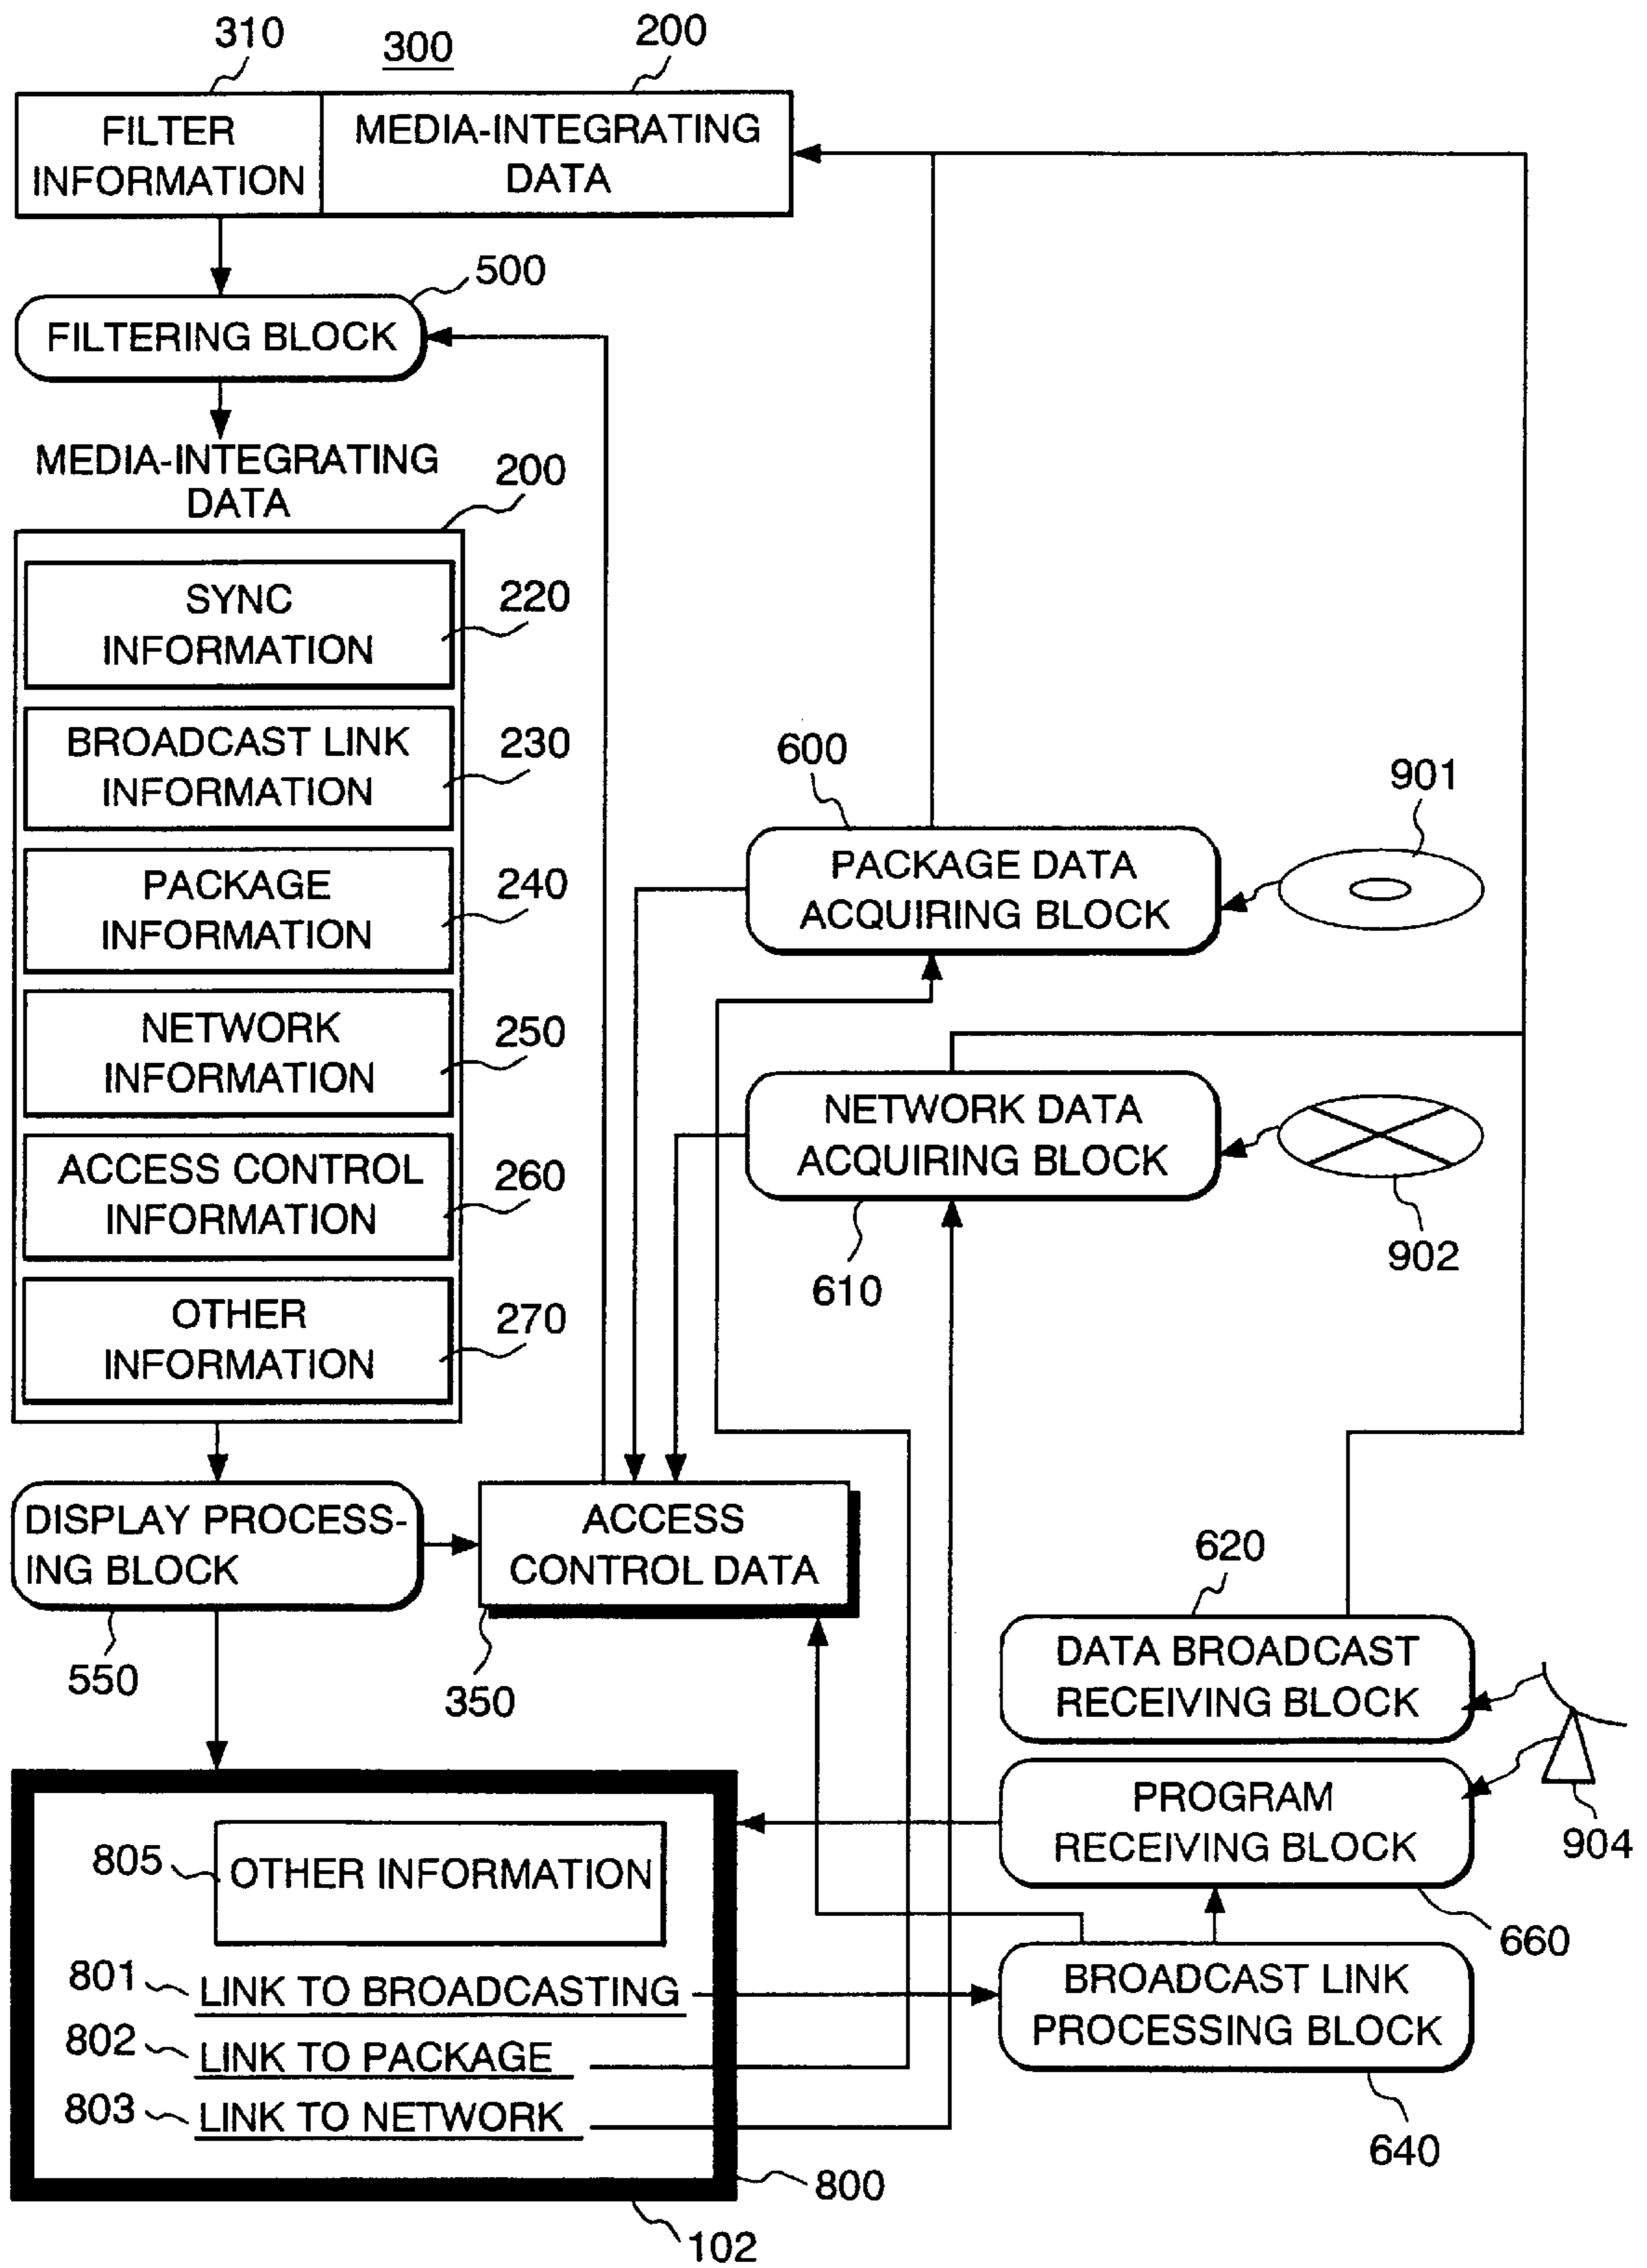 310
300
200
FILTER
INFORMATION
MEDIA-INTEGRATING
DATA
500
FILTERING BLOCK
MEDIA-INTEGRATING
DATA
200
SYNC
INFORMATION
220
BROADCAST LINK
INFORMATION
230
PACKAGE
INFORMATION
240
NETWORK
INFORMATION
250
ACCESS CONTROL
INFORMATION
260
OTHER
INFORMATION
270
600
PACKAGE DATA
ACQUIRING BLOCK
901
NETWORK DATA
ACQUIRING BLOCK
610
902
DISPLAY PROCESS-
ING BLOCK
550
ACCESS
CONTROL DATA
350
620
DATA BROADCAST
RECEIVING BLOCK
PROGRAM
RECEIVING BLOCK
904
660
BROADCAST LINK
PROCESSING BLOCK
640
805
OTHER INFORMATION
801
LINK TO BROADCASTING
802
LINK TO PACKAGE
803
LINK TO NETWORK
800
102